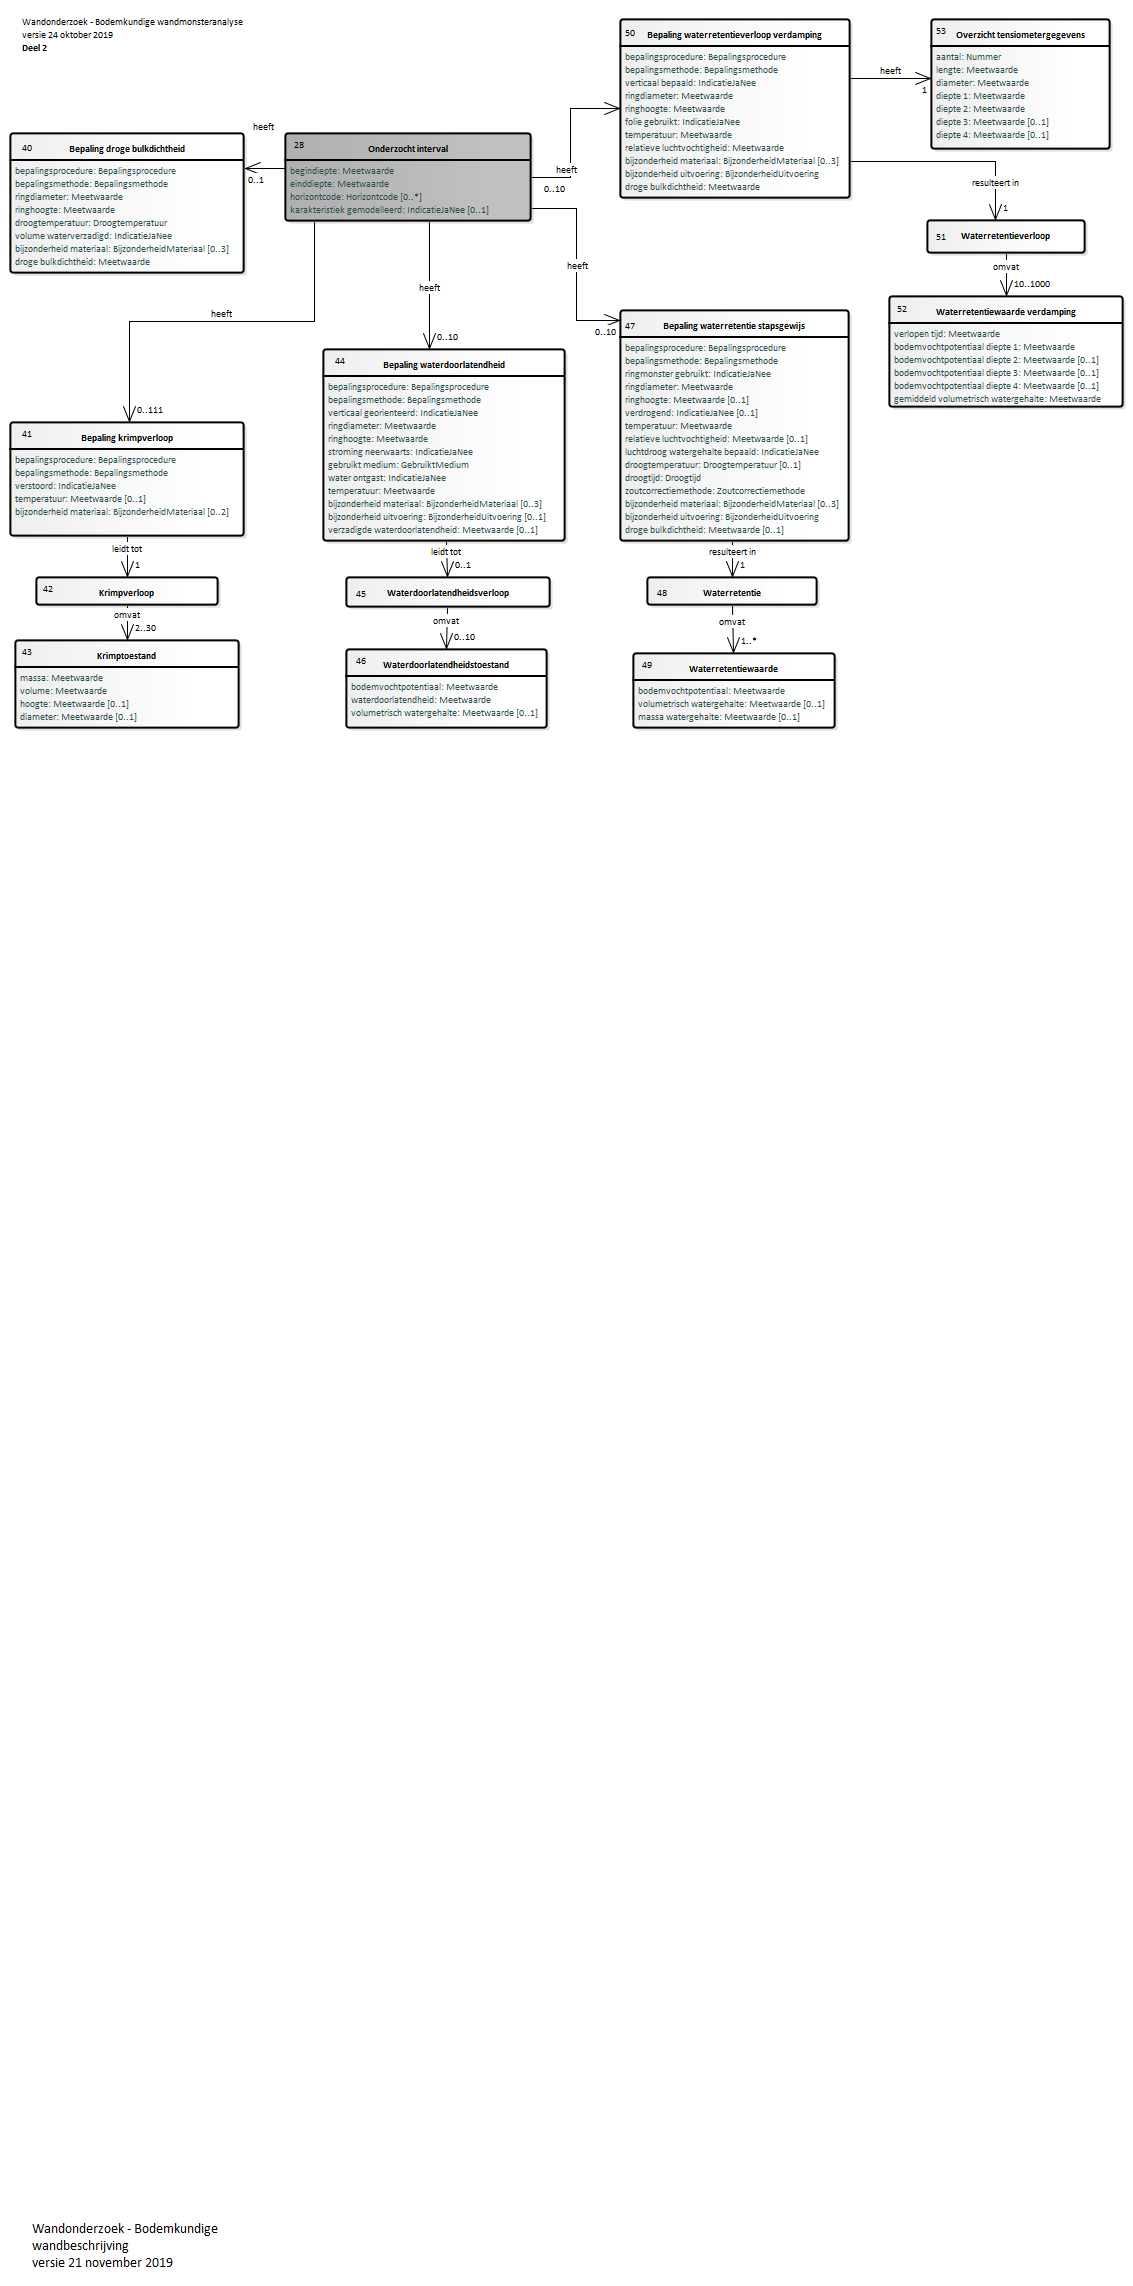 Wandonderzoek - Bodemkundige wandmonsteranalyse
versie 24 oktober 2019
Deel 2
50 Bepaling waterretentieverloop verdamping
bepalingsprocedure: Bepalingsprocedure
bepalingsmethode: Bepalingsmethode
verticaal bepaald: IndicatieJaNee
ringdiameter: Meetwaarde
ringhoogte: Meetwaarde
folie gebruikt: IndicatieJaNee
temperatuur: Meetwaarde
relatieve luchtvochtigheid: Meetwaarde
bijzonderheid materiaal: BijzonderheidMateriaal [0..3]
bijzonderheid uitvoering: BijzonderheidUitvoering
droge bulkdichtheid: Meetwaarde
heeft
1
53 Overzicht tensiometergegevens
aantal: Nummer
lengte: Meetwaarde
diameter: Meetwaarde
diepte 1: Meetwaarde
diepte 2: Meetwaarde
diepte 3: Meetwaarde [0..1]
diepte 4: Meetwaarde [0..1]
heeft
0..1
40 Bepaling droge bulkdichtheid
bepalingsprocedure: Bepalingsprocedure
bepalingsmethode: Bepalingsmethode
ringdiameter: Meetwaarde
ringhoogte: Meetwaarde
droogtemperatuur: Droogtemperatuur
volume waterverzadigd: IndicatieJaNee
bijzonderheid materiaal: BijzonderheidMateriaal [0..3]
droge bulkdichtheid: Meetwaarde
28 Onderzocht interval
begindiepte: Meetwaarde
einddiepte: Meetwaarde
horizontcode: Horizontcode [0..*]
karakteristiek gemodelleerd: IndicatieJaNee [0..1]
heeft
0..10
resulteert in
1
51 Waterretentieverloop
omvat
10..1000
52 Waterretentiewaarde verdamping
verlopen tijd: Meetwaarde
bodemvochtpotentiaal diepte 1: Meetwaarde
bodemvochtpotentiaal diepte 2: Meetwaarde [0..1]
bodemvochtpotentiaal diepte 3: Meetwaarde [0..1]
bodemvochtpotentiaal diepte 4: Meetwaarde [0..1]
gemiddeld volumetrisch watergehalte: Meetwaarde
heeft
0..111
41 Bepaling krimpverloop
bepalingsprocedure: Bepalingsprocedure
bepalingsmethode: Bepalingsmethode
verstoord: IndicatieJaNee
temperatuur: Meetwaarde [0..1]
bijzonderheid materiaal: BijzonderheidMateriaal [0..2]
leidt tot
1
42 Krimpverloop
omvat
2..30
43 Krimptoestand
massa: Meetwaarde
volume: Meetwaarde
hoogte: Meetwaarde [0..1]
diameter: Meetwaarde [0..1]
heeft
0..10
44 Bepaling waterdoorlatendheid
bepalingsprocedure: Bepalingsprocedure
bepalingsmethode: Bepalingsmethode
verticaal georienteerd: IndicatieJaNee
ringdiameter: Meetwaarde
ringhoogte: Meetwaarde
stroming neerwaarts: IndicatieJaNee
gebruikt medium: GebruiktMedium
water ontgast: IndicatieJaNee
temperatuur: Meetwaarde
bijzonderheid materiaal: BijzonderheidMateriaal [0..3]
bijzonderheid uitvoering: BijzonderheidUitvoering [0..1]
verzadigde waterdoorlatendheid: Meetwaarde [0..1]
leidt tot
0..1
45 Waterdoorlatendheidsverloop
omvat
0..10
46 Waterdoorlatendheidstoestand
bodemvochtpotentiaal: Meetwaarde
waterdoorlatendheid: Meetwaarde
volumetrisch watergehalte: Meetwaarde [0..1]
heeft
0..10
47 Bepaling waterretentie stapsgewijs
bepalingsprocedure: Bepalingsprocedure
bepalingsmethode: Bepalingsmethode
ringmonster gebruikt: IndicatieJaNee
ringdiameter: Meetwaarde
ringhoogte: Meetwaarde [0..1]
verdrogend: IndicatieJaNee [0..1]
temperatuur: Meetwaarde
relatieve luchtvochtigheid: Meetwaarde [0..1]
luchtdroog watergehalte bepaald: IndicatieJaNee
droogtemperatuur: Droogtemperatuur [0..1]
droogtijd: Droogtijd
zoutcorrectiemethode: Zoutcorrectiemethode
bijzonderheid materiaal: BijzonderheidMateriaal [0..3]
bijzonderheid uitvoering: BijzonderheidUitvoering
droge bulkdichtheid: Meetwaarde [0..1]
resulteert in
1
48 Waterretentie
omvat
1..*
49 Waterretentiewaarde
bodemvochtpotentiaal: Meetwaarde
volumetrisch watergehalte: Meetwaarde [0..1]
massa watergehalte: Meetwaarde [0..1]
Wandonderzoek - Bodemkundige
wandbeschrijving
versie 21 november 2019